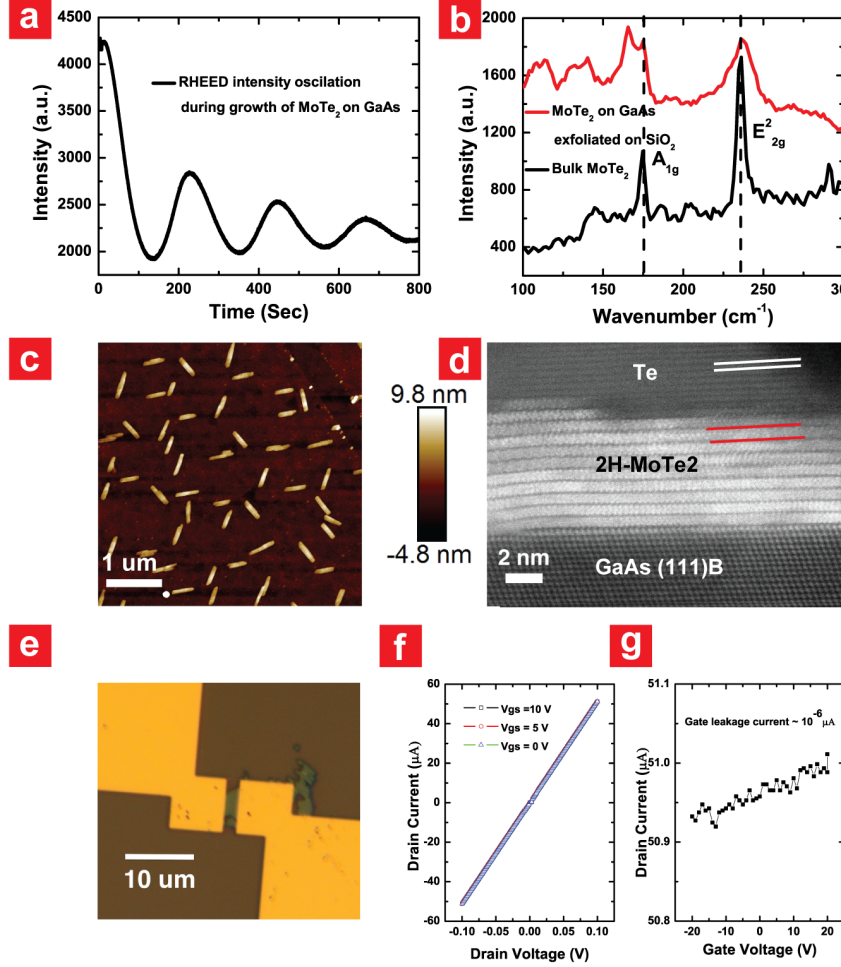 a
4500
4000
3500
3000
2500
2000
Intensity (a.u.)
RHEED intensity oscilation
during growth of MoTe2 on GaAs
0 200 400 600 800
Time (Sec)
b
2000
1600
1200
800
400
Intensity (a.u.)
MoTe2 on GaAs
exfoliated on SiO2
Bulk MoTe2
A1g
E²2g
100 150 200 250 300
Wavenumber (cm⁻¹)
c
1 um
9.8 nm
-4.8 nm
d
Te
2H-MoTe2
2 nm
GaAs (111)B
e
10 um
f
60
40
20
0
-20
-40
-60
Drain Current (μA)
Vgs =10 V
Vgs = 5 V
Vgs = 0 V
-0.10 -0.05 0.00 0.05 0.10
Drain Voltage (V)
g
51.1
51.0
50.9
50.8
Drain Current (μA)
Gate leakage current ~ 10⁻⁶ μA
-20 -10 0 10 20
Gate Voltage (V)